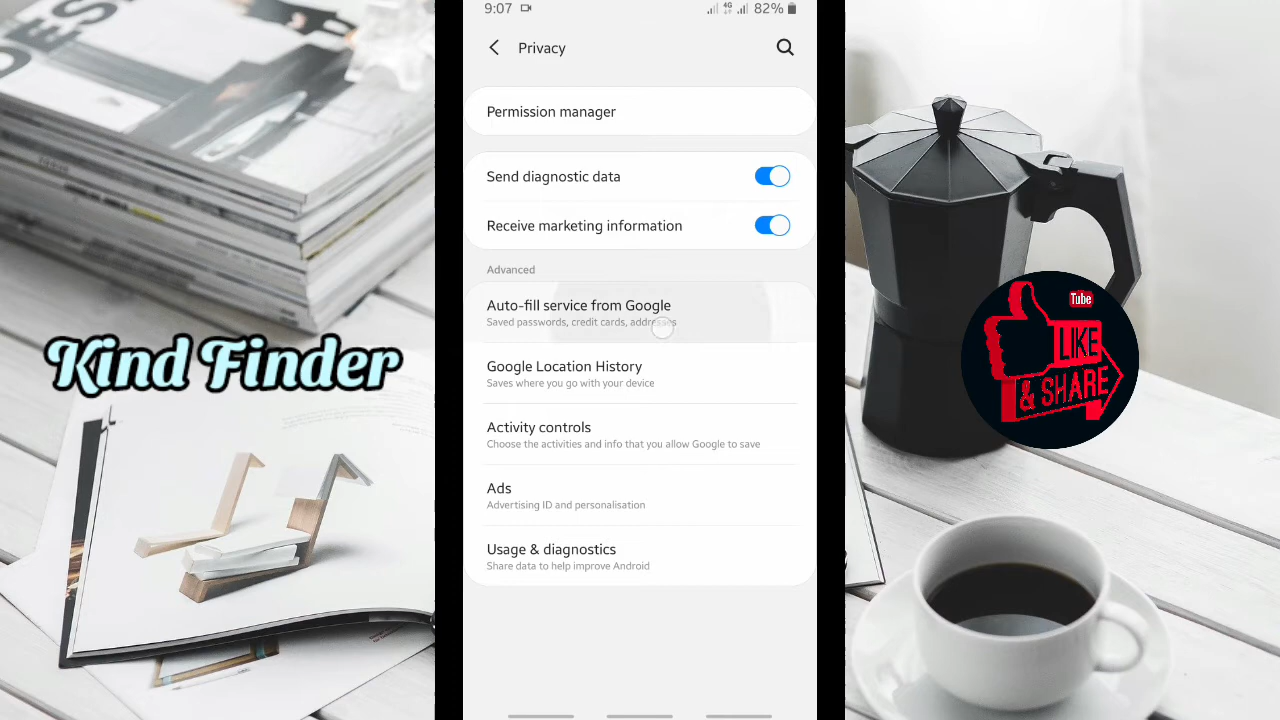 DES
Kind Finder
9:07
4G
82%
Privacy
Permission manager
Send diagnostic data
Receive marketing information
Advanced
Auto-fill service from Google
Saved passwords, credit cards, addresses
Google Location History
Saves where you go with your device
Activity controls
Choose the activities and info that you allow Google to save
Ads
Advertising ID and personalisation
Usage & diagnostics
Share data to help improve Android
Tube
LIKE
& SHARE